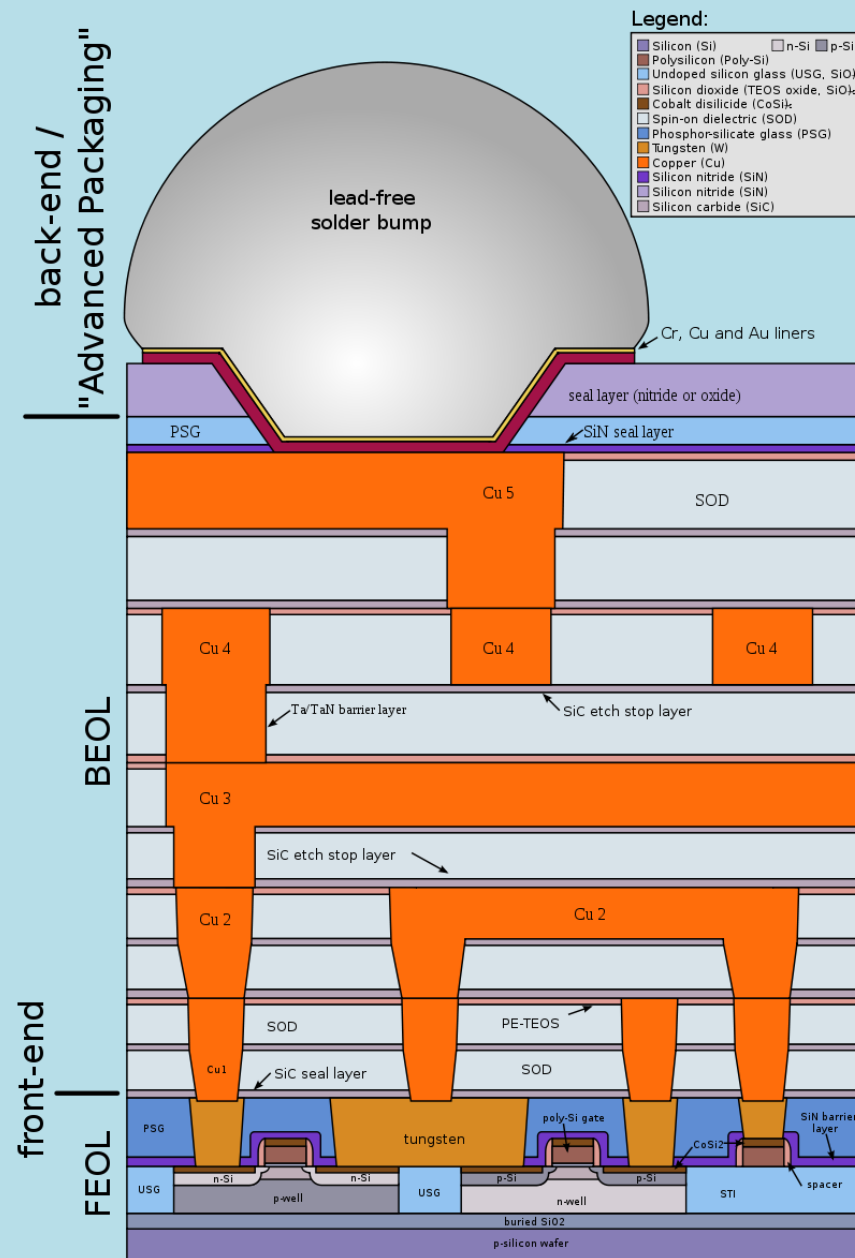 Legend:
Silicon (Si)
n-Si
p-Si
Polysilicon (Poly-Si)
Undoped silicon glass (USG, SiO)
Silicon dioxide (TEOS oxide, SiO)₂
Cobalt disilicide (CoSi)₂
Spin-on dielectric (SOD)
Phosphor-silicate glass (PSG)
Tungsten (W)
Copper (Cu)
Silicon nitride (SiN)
Silicon nitride (SiN)
Silicon carbide (SiC)
back-end /
"Advanced Packaging"
lead-free
solder bump
Cr, Cu and Au liners
seal layer (nitride or oxide)
PSG
SiN seal layer
Cu 5
SOD
BEOL
Cu 4
Cu 4
Cu 4
Ta/TaN barrier layer
SiC etch stop layer
Cu 3
SiC etch stop layer
Cu 2
Cu 2
front-end
SOD
PE-TEOS
Cu1
SiC seal layer
SOD
FEOL
PSG
tungsten
poly-Si gate
CoSi2
SiN barrier
layer
spacer
USG
n-Si
n-Si
p-well
USG
p-Si
p-Si
n-well
STI
buried SiO2
p-silicon wafer